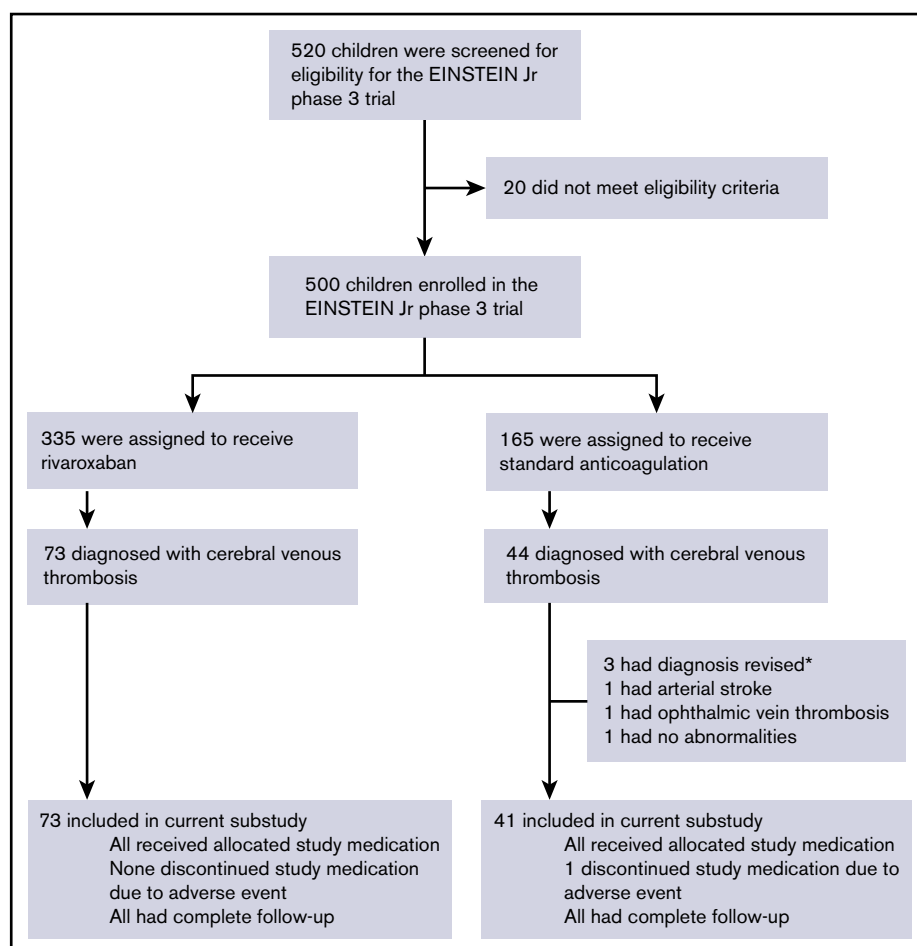 520 children were screened for
eligibility for the EINSTEIN Jr
phase 3 trial
20 did not meet eligibility criteria
500 children enrolled in the
EINSTEIN Jr phase 3 trial
335 were assigned to receive
rivaroxaban
165 were assigned to receive
standard anticoagulation
73 diagnosed with cerebral venous
thrombosis
44 diagnosed with cerebral venous
thrombosis
3 had diagnosis revised*
1 had arterial stroke
1 had ophthalmic vein thrombosis
1 had no abnormalities
73 included in current substudy
All received allocated study medication
None discontinued study medication
due to adverse event
All had complete follow-up
41 included in current substudy
All received allocated study medication
1 discontinued study medication due to
adverse event
All had complete follow-up